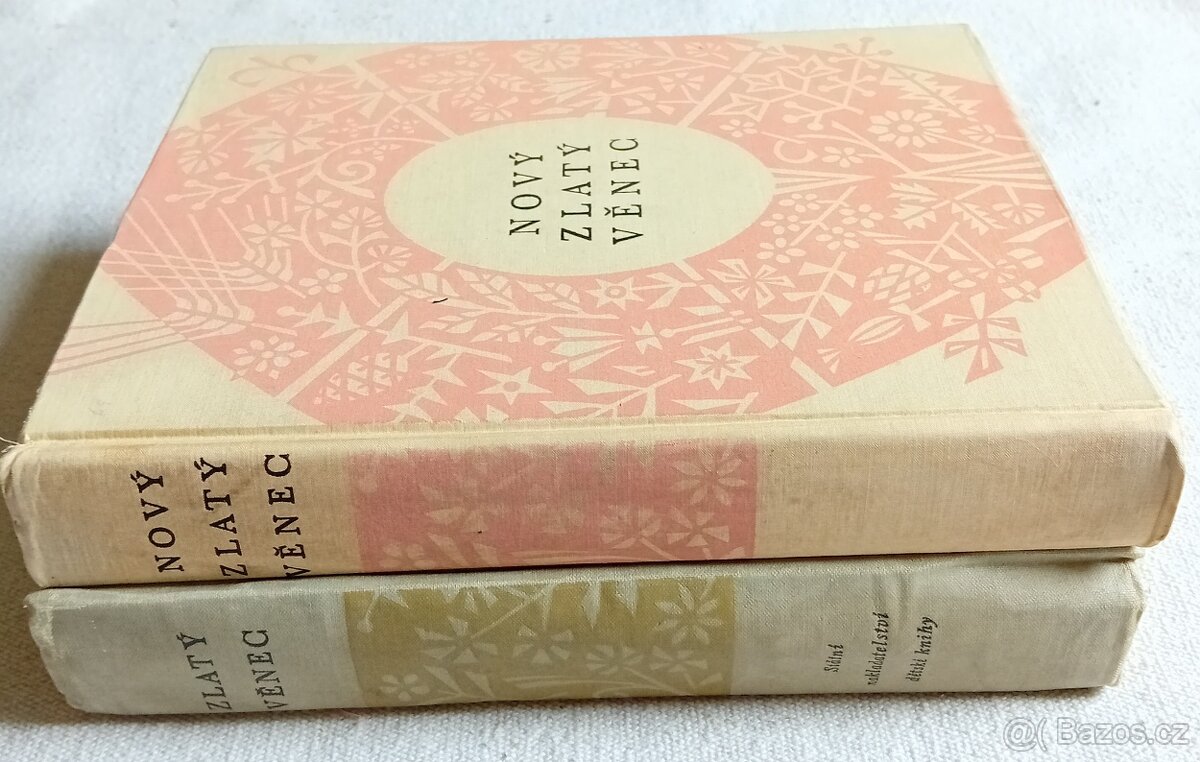 NOVÝ
ZLATÝ
VĚNEC
NOVÝ
ZLATÝ
VĚNEC
ZLATÝ
VĚNEC
Státní
nakladatelství
dětské knihy
@( Bazos.cz